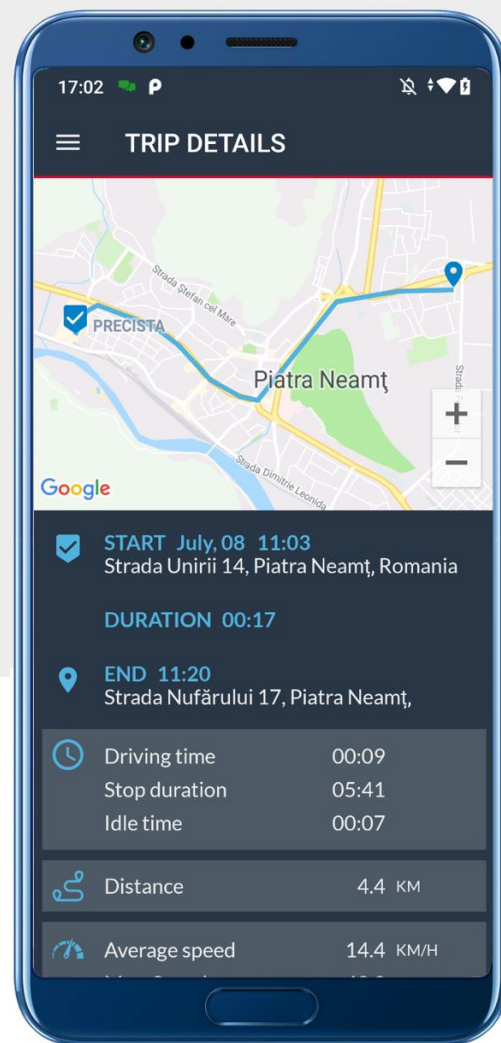 17:02
TRIP DETAILS
Strada Ștefan cel Mare
PRECISTA
Piatra Neamț
+
−
Strada Dimitrie Leonida
Google
START July, 08 11:03
Strada Unirii 14, Piatra Neamţ, Romania
DURATION 00:17
END 11:20
Strada Nufărului 17, Piatra Neamţ,
Driving time 00:09
Stop duration 05:41
Idle time 00:07
Distance 4.4 KM
Average speed 14.4 KM/H